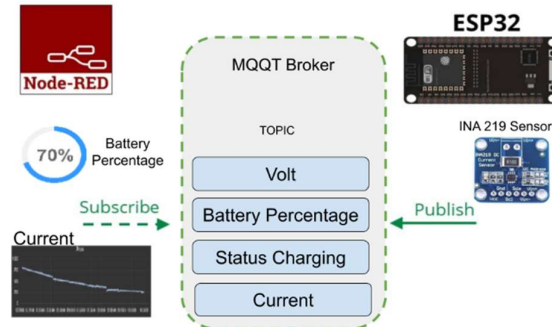 Node-RED
70%
Battery
Percentage
Subscribe
Current
MQQT Broker
TOPIC
Volt
Battery Percentage
Status Charging
Current
ESP32
INA 219 Sensor
Publish